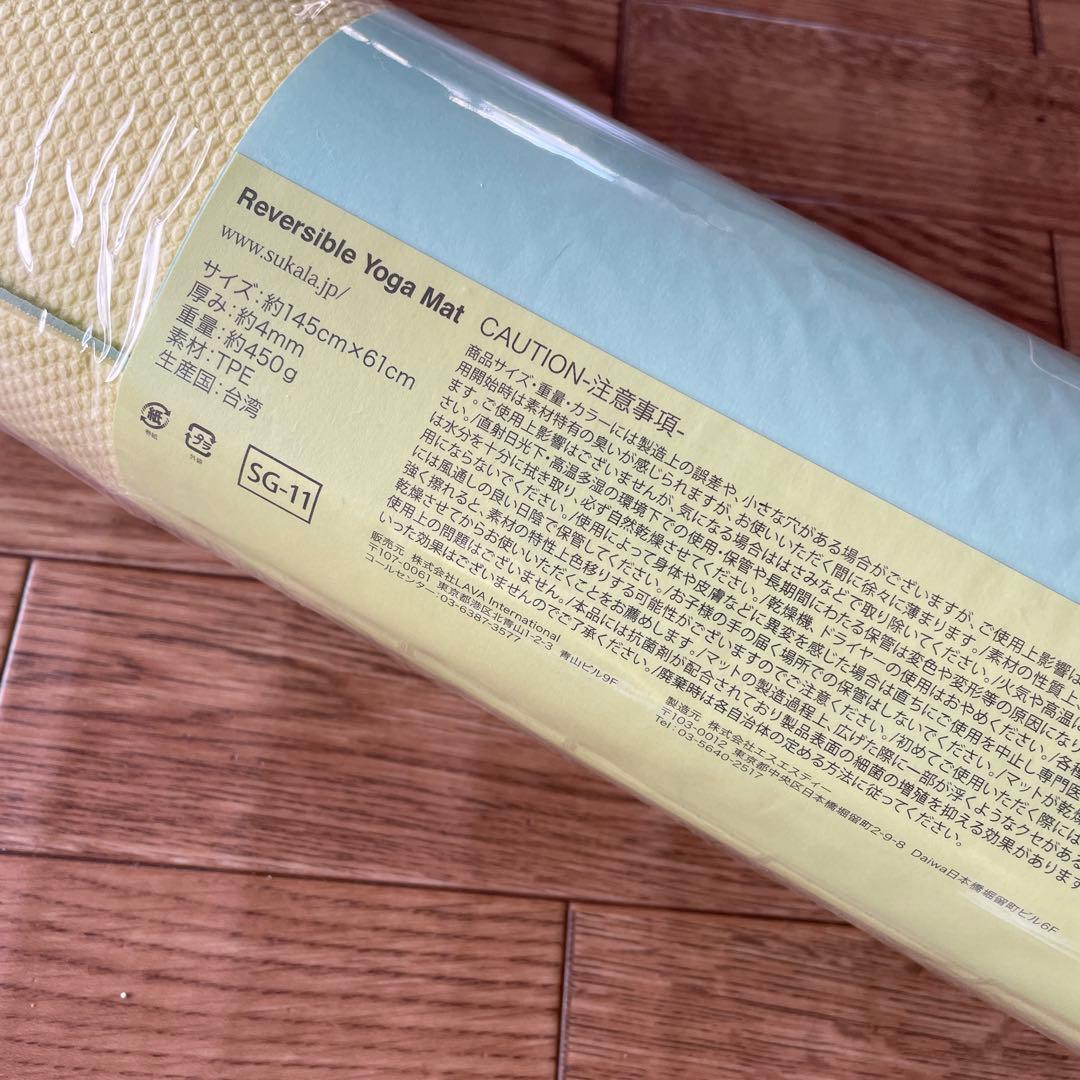 Reversible Yoga Mat
www.sukala.jp/
サイズ：約145cm×61cm
厚み：約4mm
重量：約450g
素材：TPE
生産国：台湾
紙
巻紙
プラ
外袋
SG-11
CAUTION-注意事項-
商品サイズ・重量・カラーには製造上の誤差や、小さな穴がある場合がございますが、ご使用上影響は
用開始時は素材特有の臭いが感じられますが、お使いいただく間に徐々に薄まります。/素材の性質上
ます。ご使用上影響はございませんが、気になる場合ははさみなどで取り除いてください。/火気や高温に
さい。/直射日光下・高温多湿の環境下での使用・保管や長期間にわたる保管は変色や変形等の原因になり
は水分を十分に拭き取り、必ず自然乾燥させてください。/乾燥機、ドライヤーの使用はおやめください。/各種
用にならないでください。/使用によって身体や皮膚などに異変を感じた場合は直ちにご使用を中止し専門医
には風通しの良い日陰で保管してください。/お子様の手の届く場所での保管はしないでください。/マットが乾燥
強く擦れると、素材の特性上色移りする可能性がございますのでご注意ください。/初めてご使用いただく際には
乾燥させてからお使いいただくことをお薦めします。/マットの製造過程上、広げた際に一部が浮くようなクセがある
使用上の問題はございません。/本品には抗菌剤が配合されており製品表面の細菌の増殖を抑える効果があります
いった効果はございませんのでご了承ください。/廃棄時は各自治体の定める方法に従ってください。
販売元 株式会社LAVA International
〒107-0061 東京都港区北青山1-2-3 青山ビル9F
コールセンター：03-6387-3577
製造元 株式会社エスエスティー
〒103-0012 東京都中央区日本橋堀留町2-9-8 Daiwa日本橋堀留町ビル6F
Tel：03-5640-2517